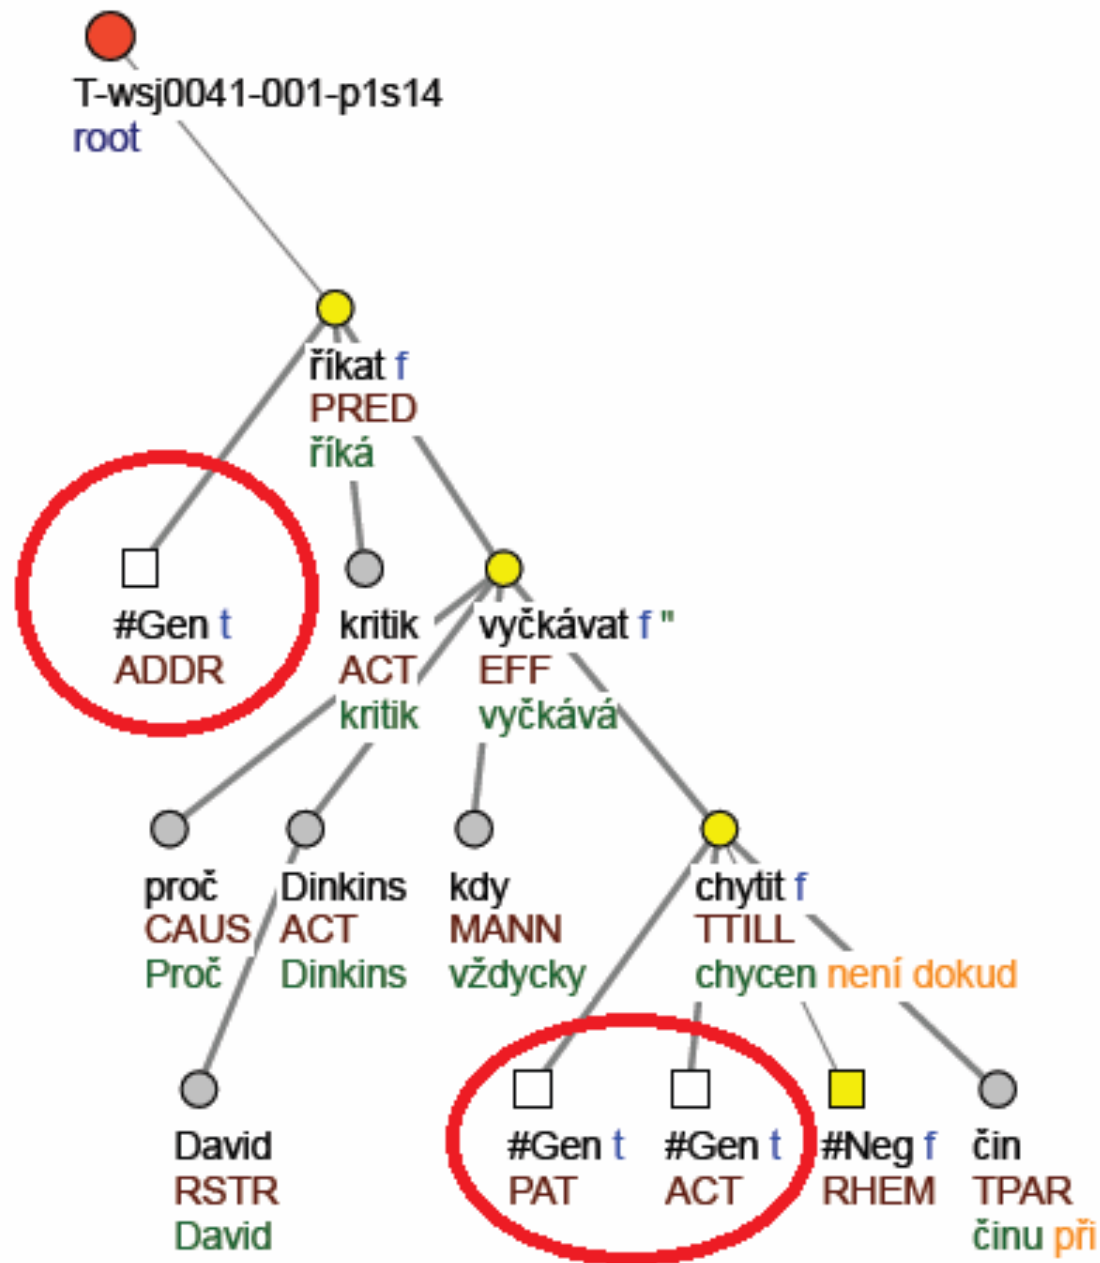 T-wsj0041-001-p1s14
root
říkat f
PRED
říká
#Gen t
ADDR
kritik
ACT
kritik
vyčkávat f "
EFF
vyčkává
proč
CAUS
Proč
Dinkins
ACT
Dinkins
kdy
MANN
vždycky
chytit f
TTILL
chycen není dokud
David
RSTR
David
#Gen t
PAT
#Gen t
ACT
#Neg f
RHEM
čin
TPAR
činu při